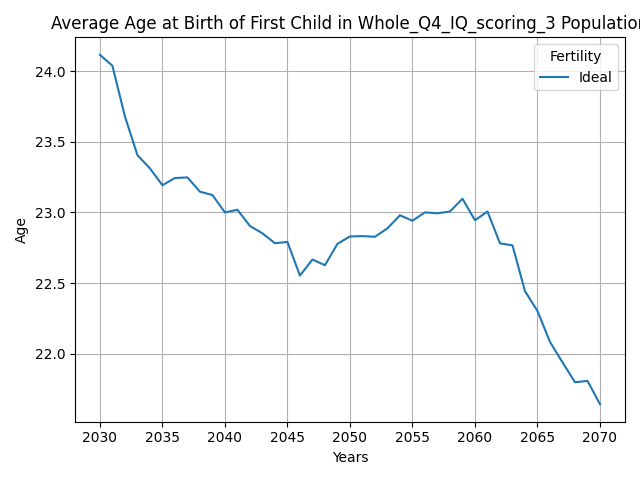 Average Age at Birth of First Child in Whole_Q4_IQ_scoring_3 Population
Fertility
Ideal
24.0
23.5
23.0
22.5
22.0
Age
2030 2035 2040 2045 2050 2055 2060 2065 2070
Years